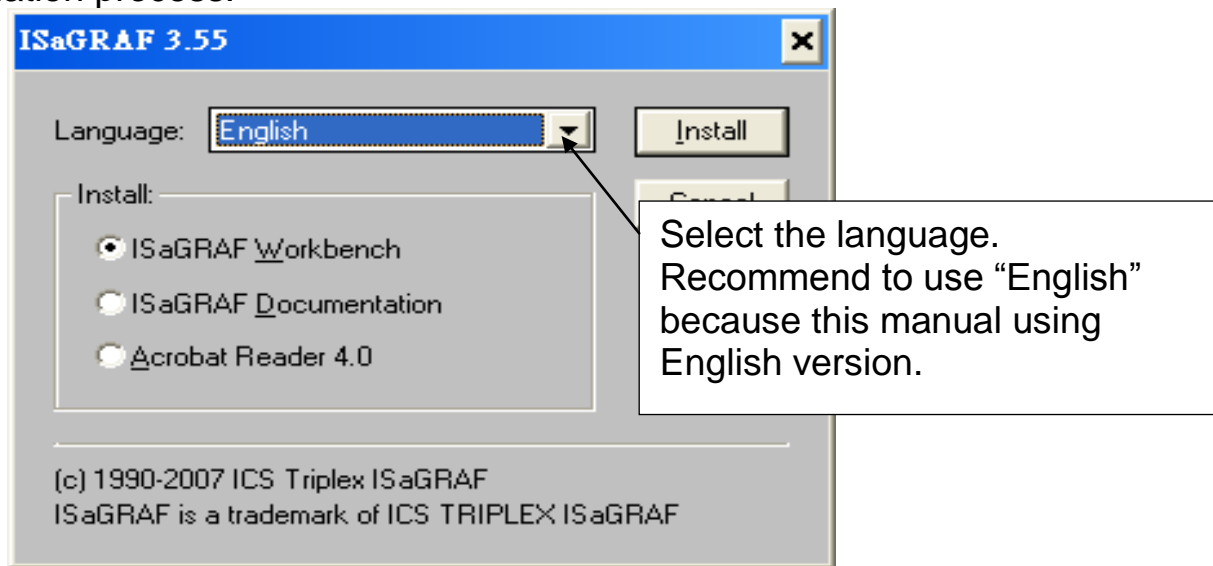 ation process.
ISaGRAF 3.55
Language: English Install
Install:
ISaGRAF Workbench
ISaGRAF Documentation
Acrobat Reader 4.0
Select the language.
Recommend to use “English”
because this manual using
English version.
(c) 1990-2007 ICS Triplex ISaGRAF
ISaGRAF is a trademark of ICS TRIPLEX ISaGRAF